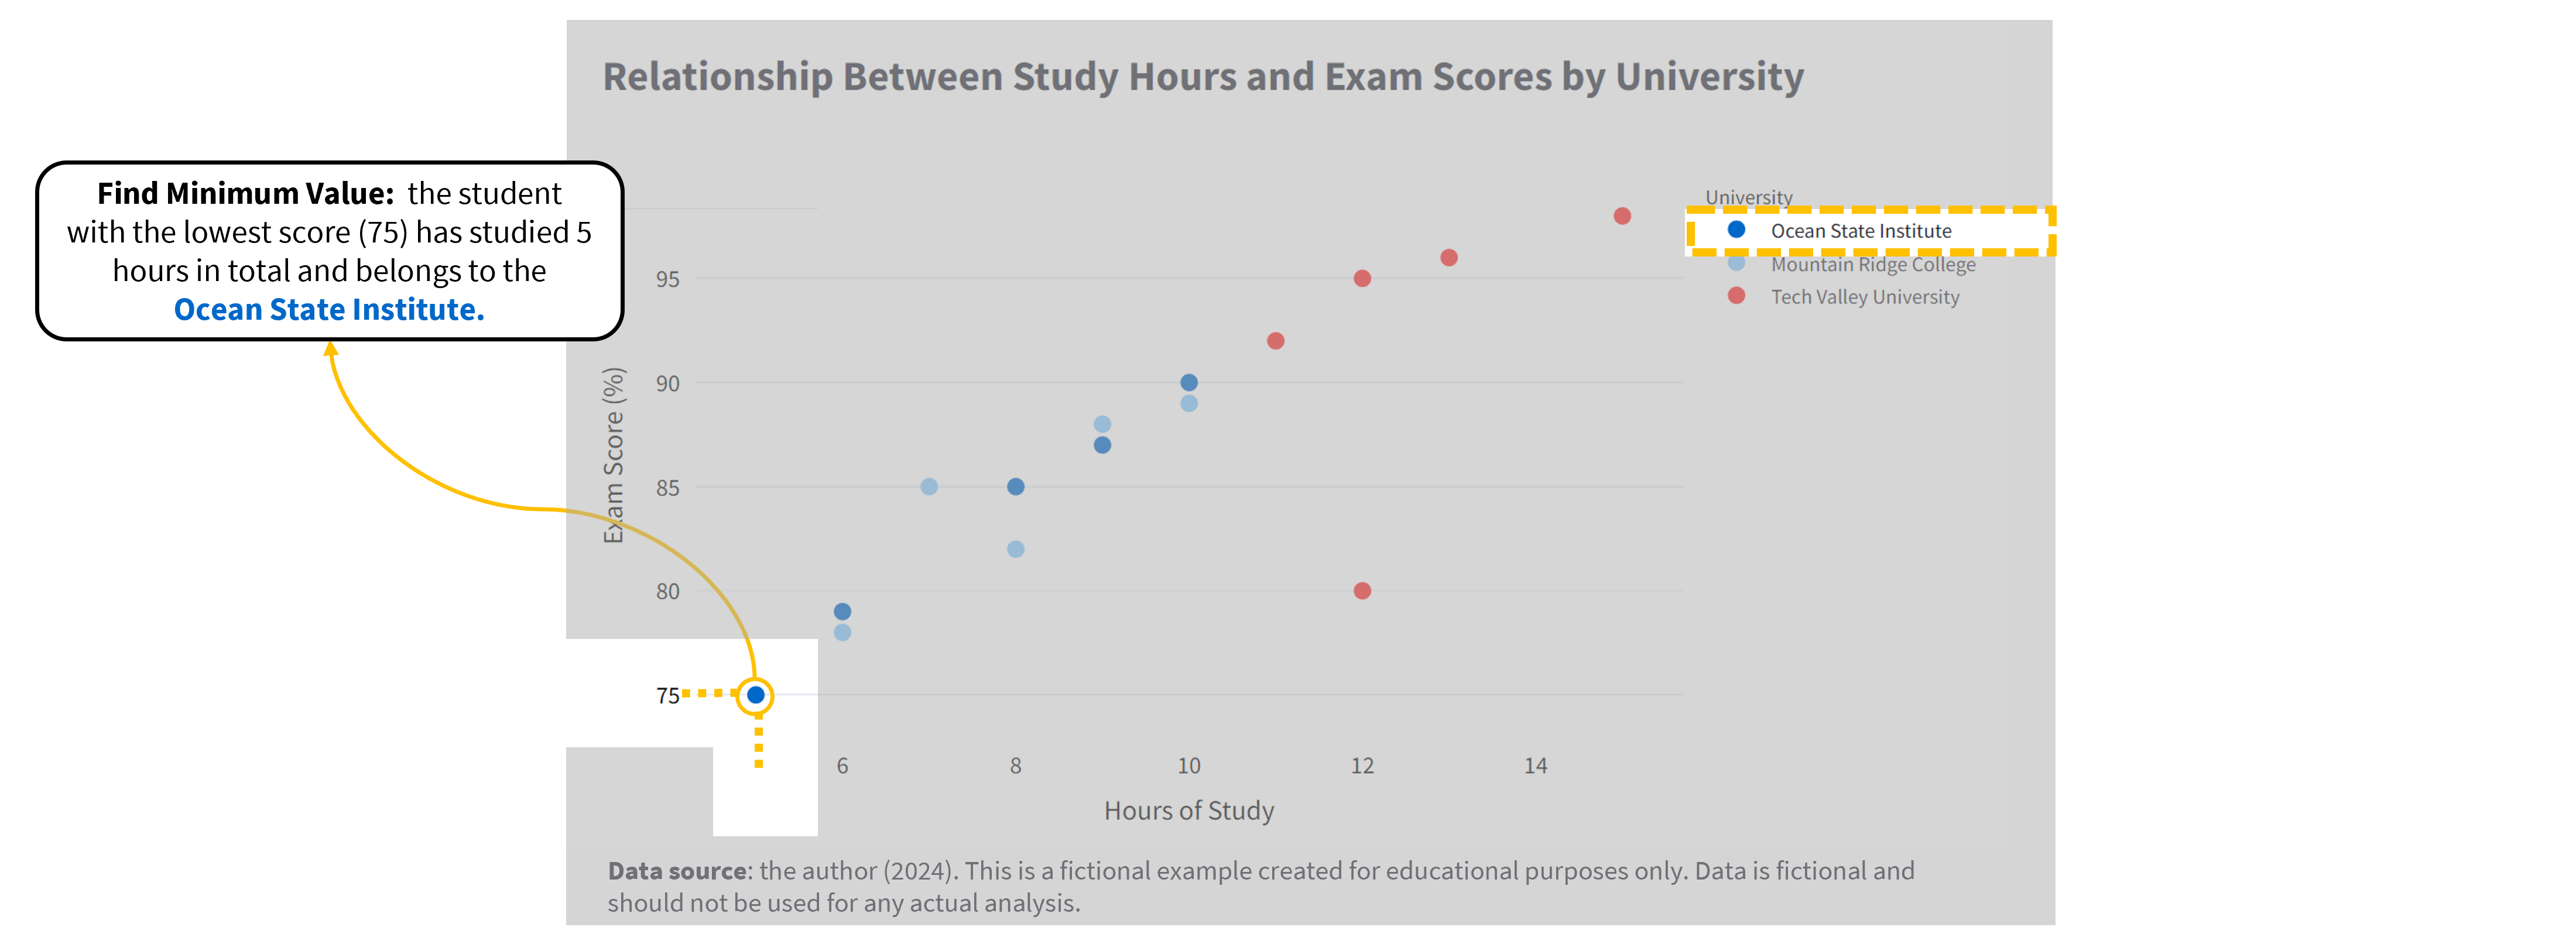 Relationship Between Study Hours and Exam Scores by University
Find Minimum Value: the student
with the lowest score (75) has studied 5
hours in total and belongs to the
Ocean State Institute.
University
Ocean State Institute
Mountain Ridge College
Tech Valley University
Exam Score (%)
95
90
85
80
75
6 8 10 12 14
Hours of Study
Data source: the author (2024). This is a fictional example created for educational purposes only. Data is fictional and
should not be used for any actual analysis.